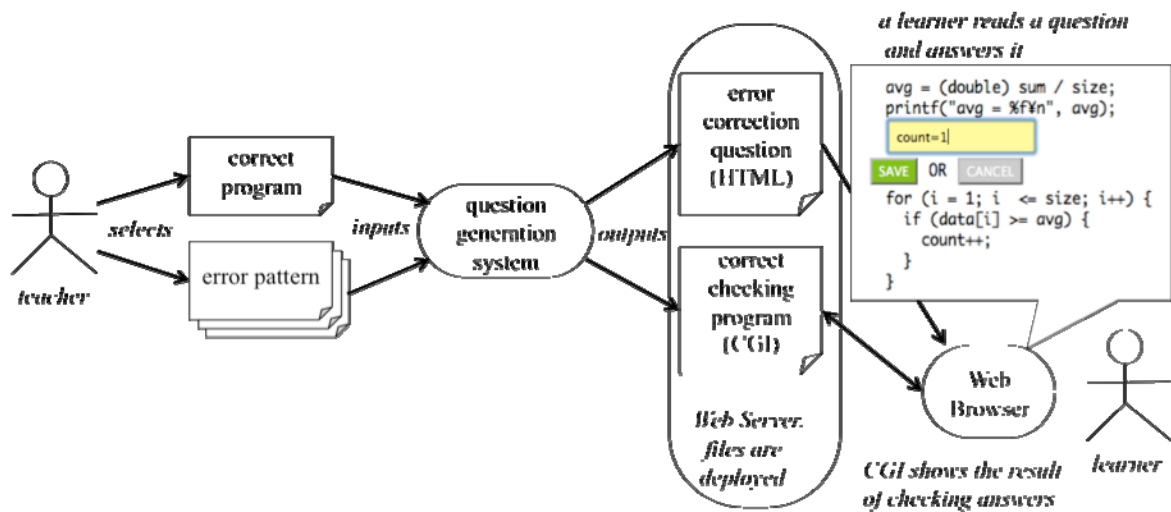 a learner reads a question
and answers it
avg = (double) sum / size;
printf("avg = %f¥n", avg);
count=1
SAVE OR CANCEL
for (i = 1; i <= size; i++) {
if (data[i] >= avg) {
count++;
}
}
correct
program
error pattern
teacher
selects
inputs
question
generation
system
outputs
error
correction
question
(HTML)
correct
checking
program
(CGI)
Web Server.
files are
deployed
Web
Browser
learner
CGI shows the result
of checking answers